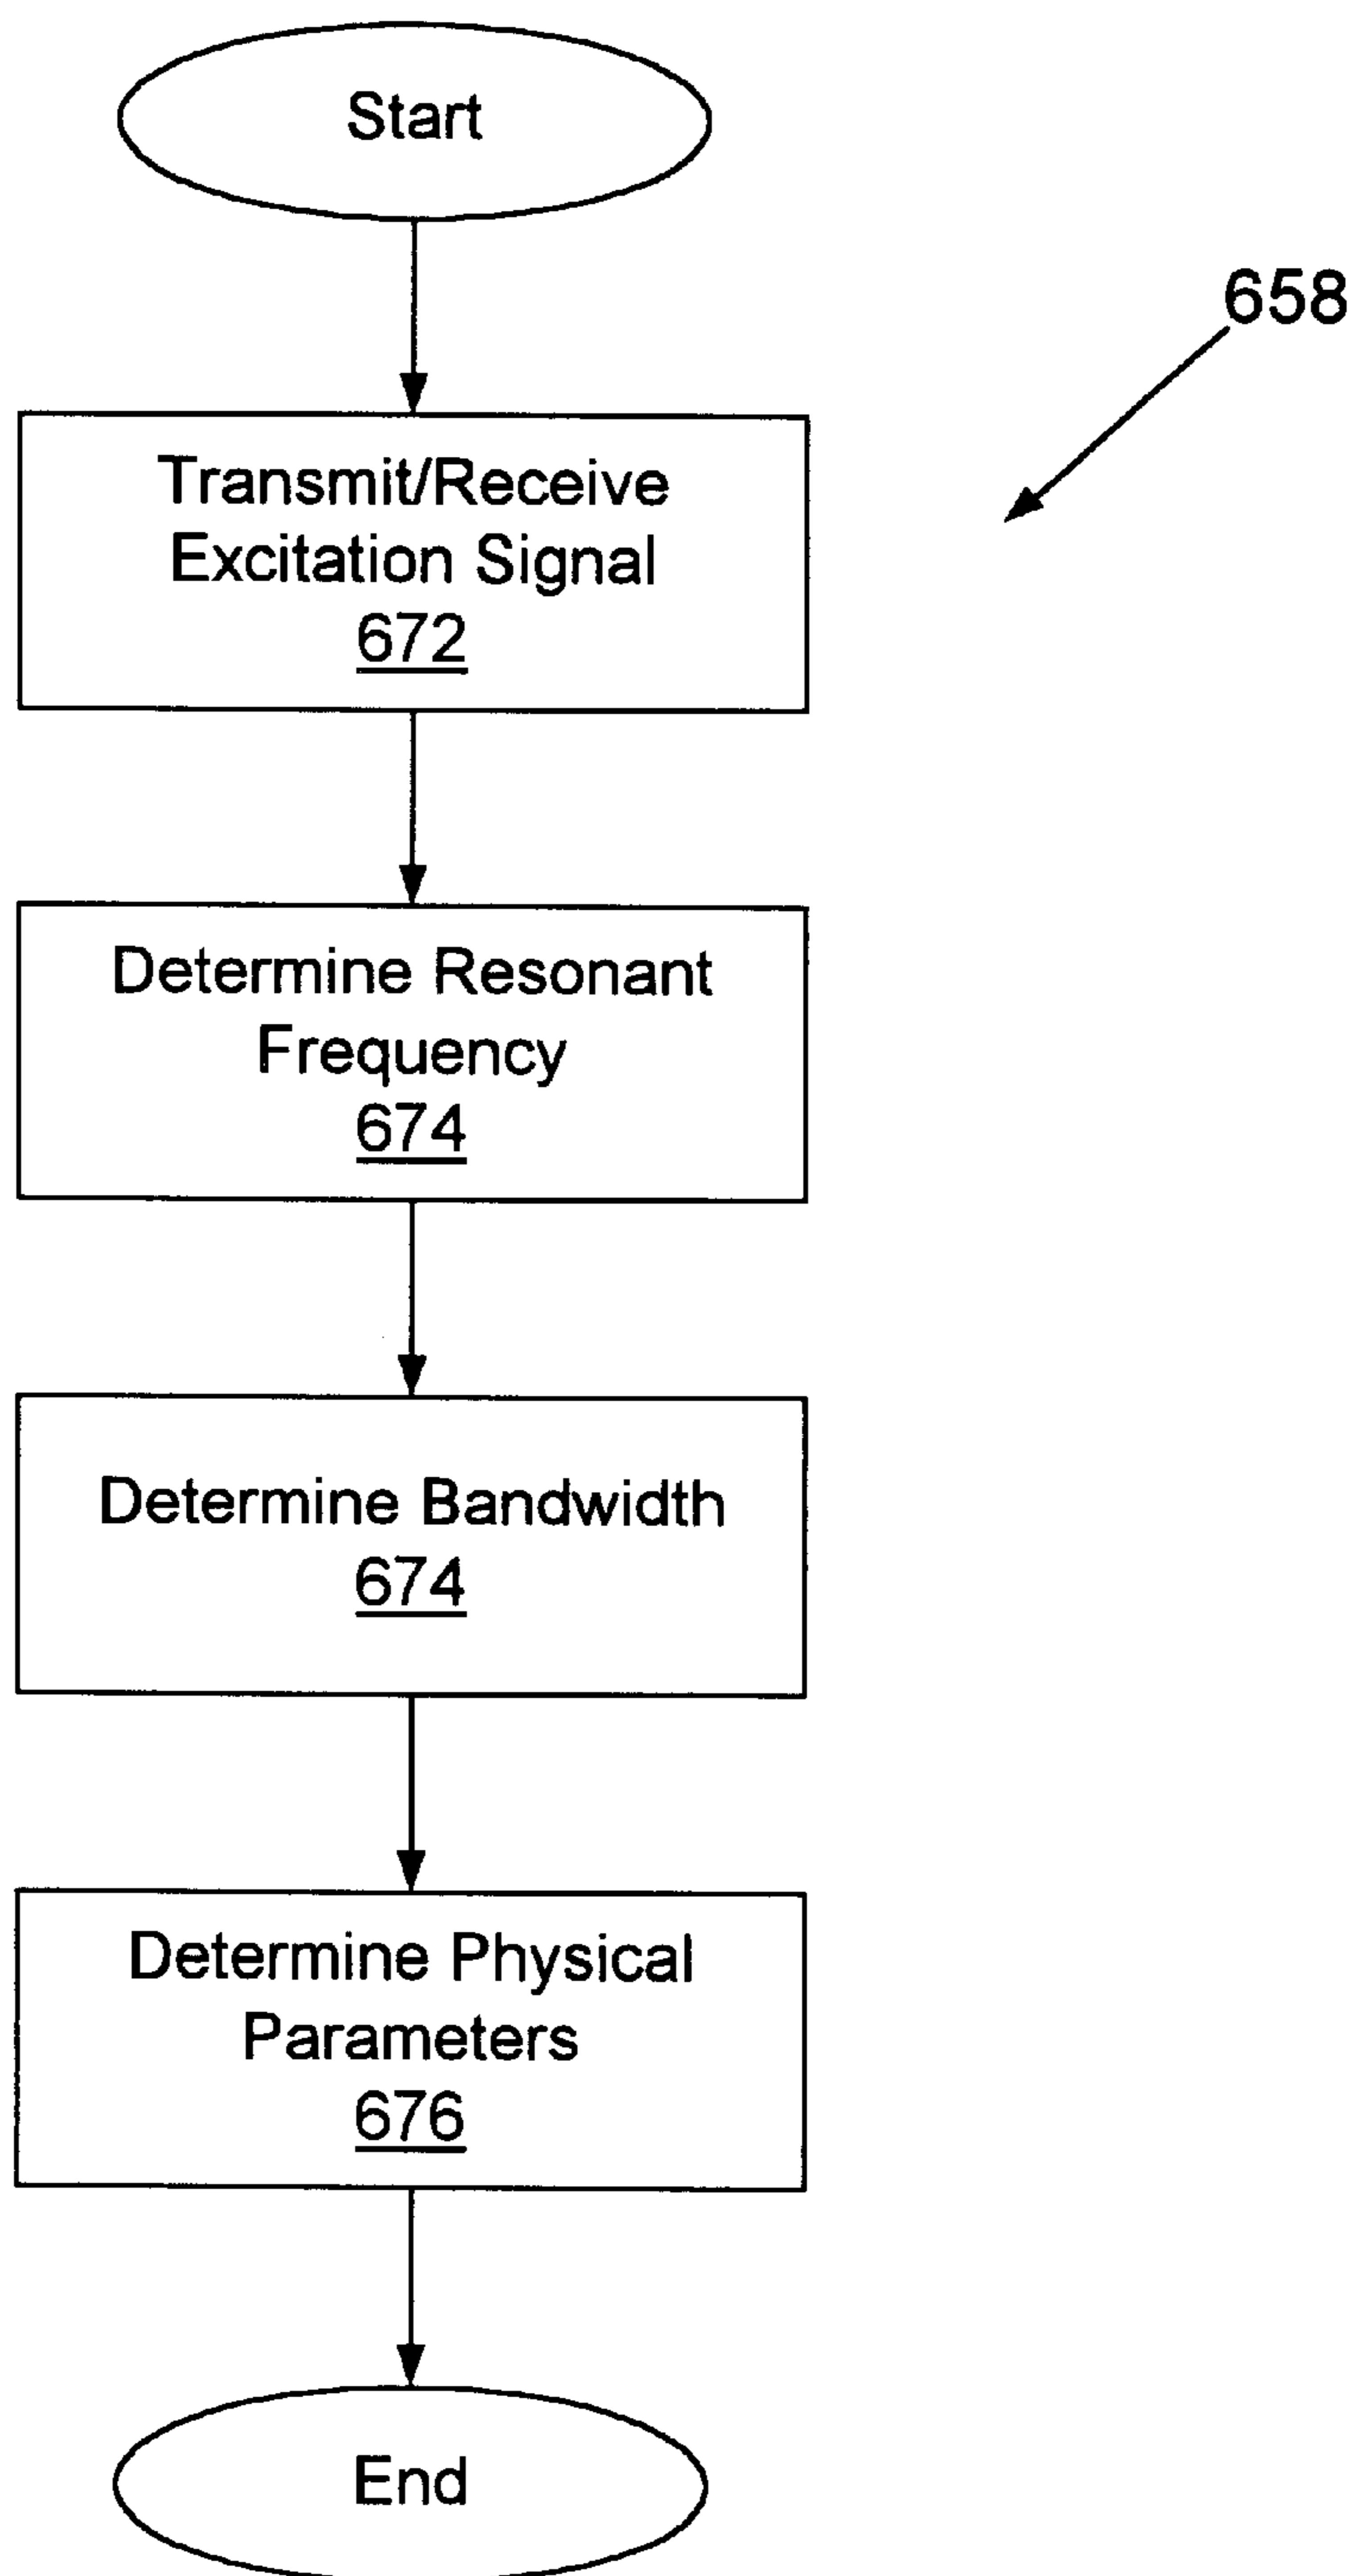 Start
658
Transmit/Receive
Excitation Signal
672
Determine Resonant
Frequency
674
Determine Bandwidth
674
Determine Physical
Parameters
676
End